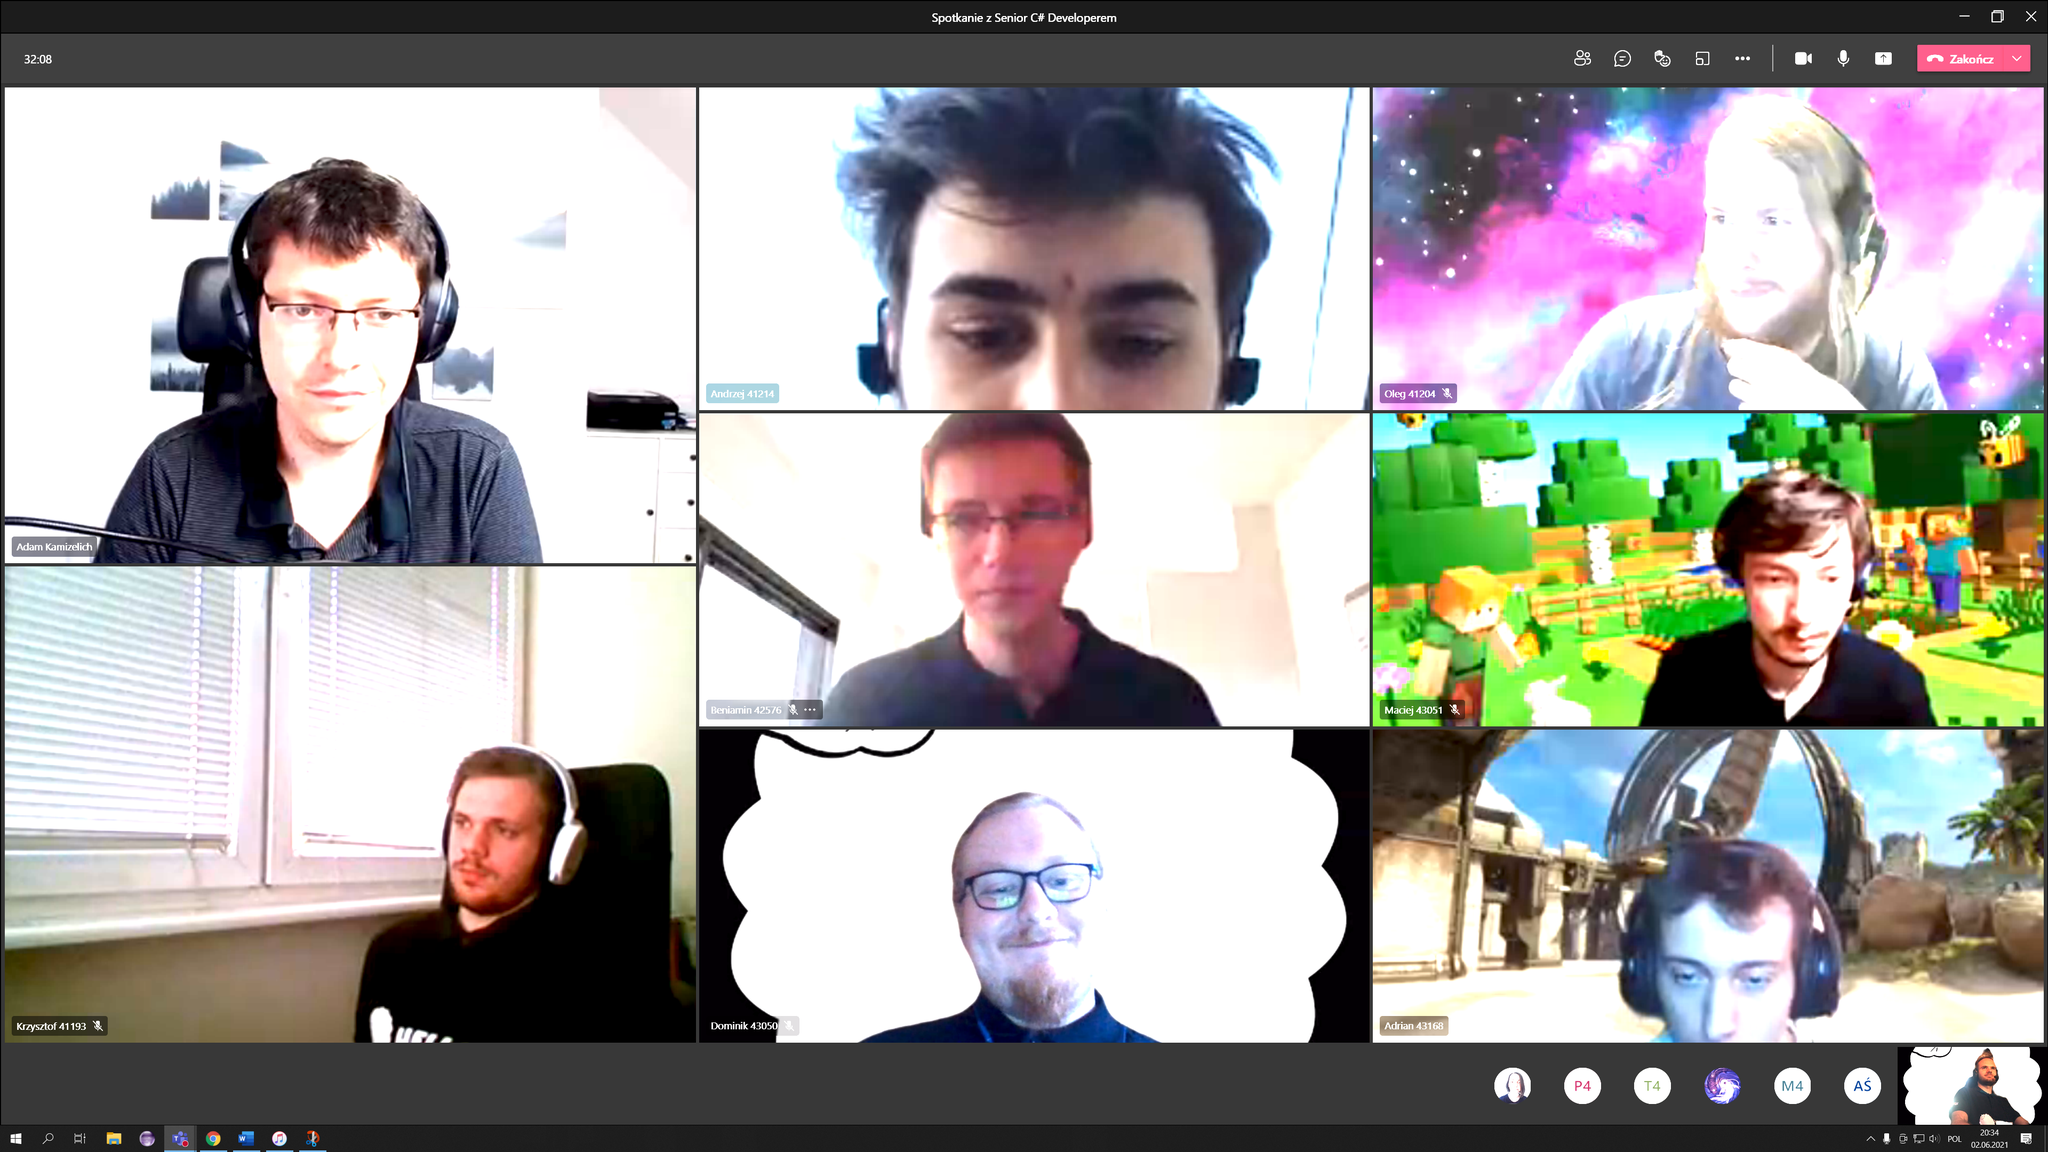 Spotkanie z Senior C# Developerem
32:08
Zakończ
Adam Kamizelich
Andrzej 41214
Oleg 41204
Beniamin 42576
Maciej 43051
Krzysztof 41193
Dominik 43050
Adrian 43168
P4
T4
M4
AŚ
POL
20:34
02.06.2021